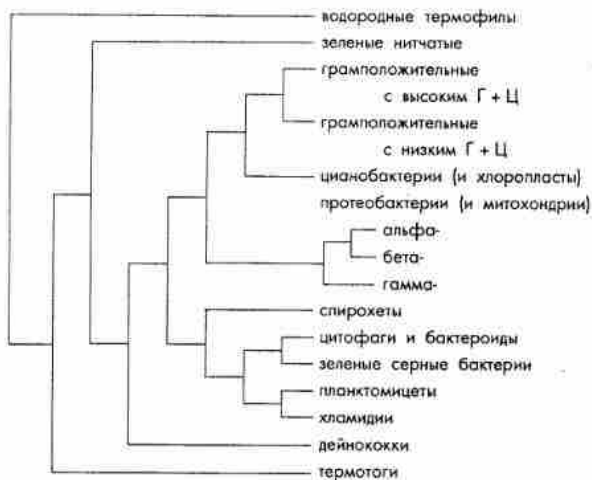 водородные термофилы
зеленые нитчатые
грамположительные
с высоким Г + Ц
грамположительные
с низким Г + Ц
цианобактерии (и хлоропласты)
протеобактерии (и митохондрии)
альфа-
бета-
гамма-
спирохеты
цитофаги и бактероиды
зеленые серные бактерии
планктомицеты
хламидии
дейнококки
термотоги